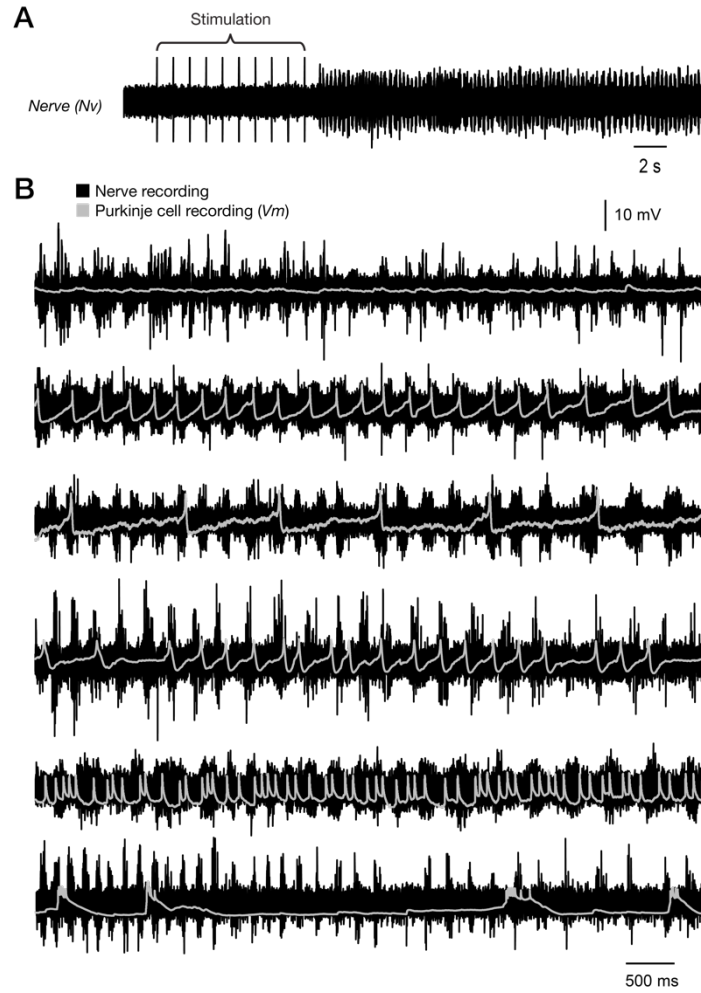 A
Stimulation
Nerve (Nv)
2 s
B
Nerve recording
Purkinje cell recording (Vm)
10 mV
500 ms